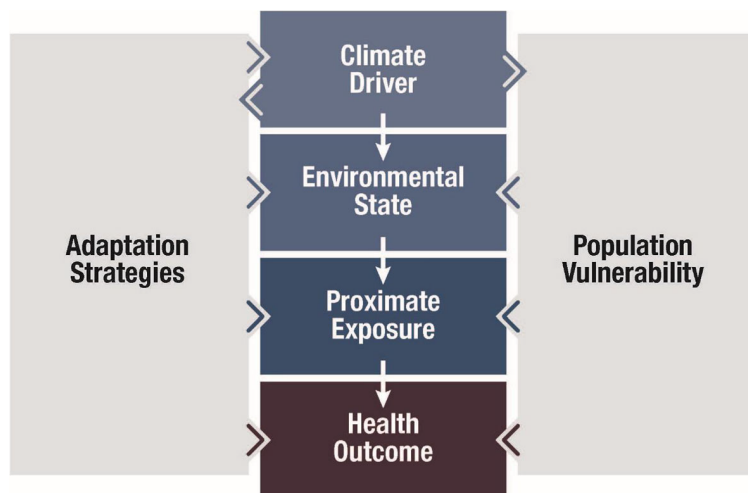 Climate
Driver
Environmental
State
Adaptation
Strategies
Population
Vulnerability
Proximate
Exposure
Health
Outcome